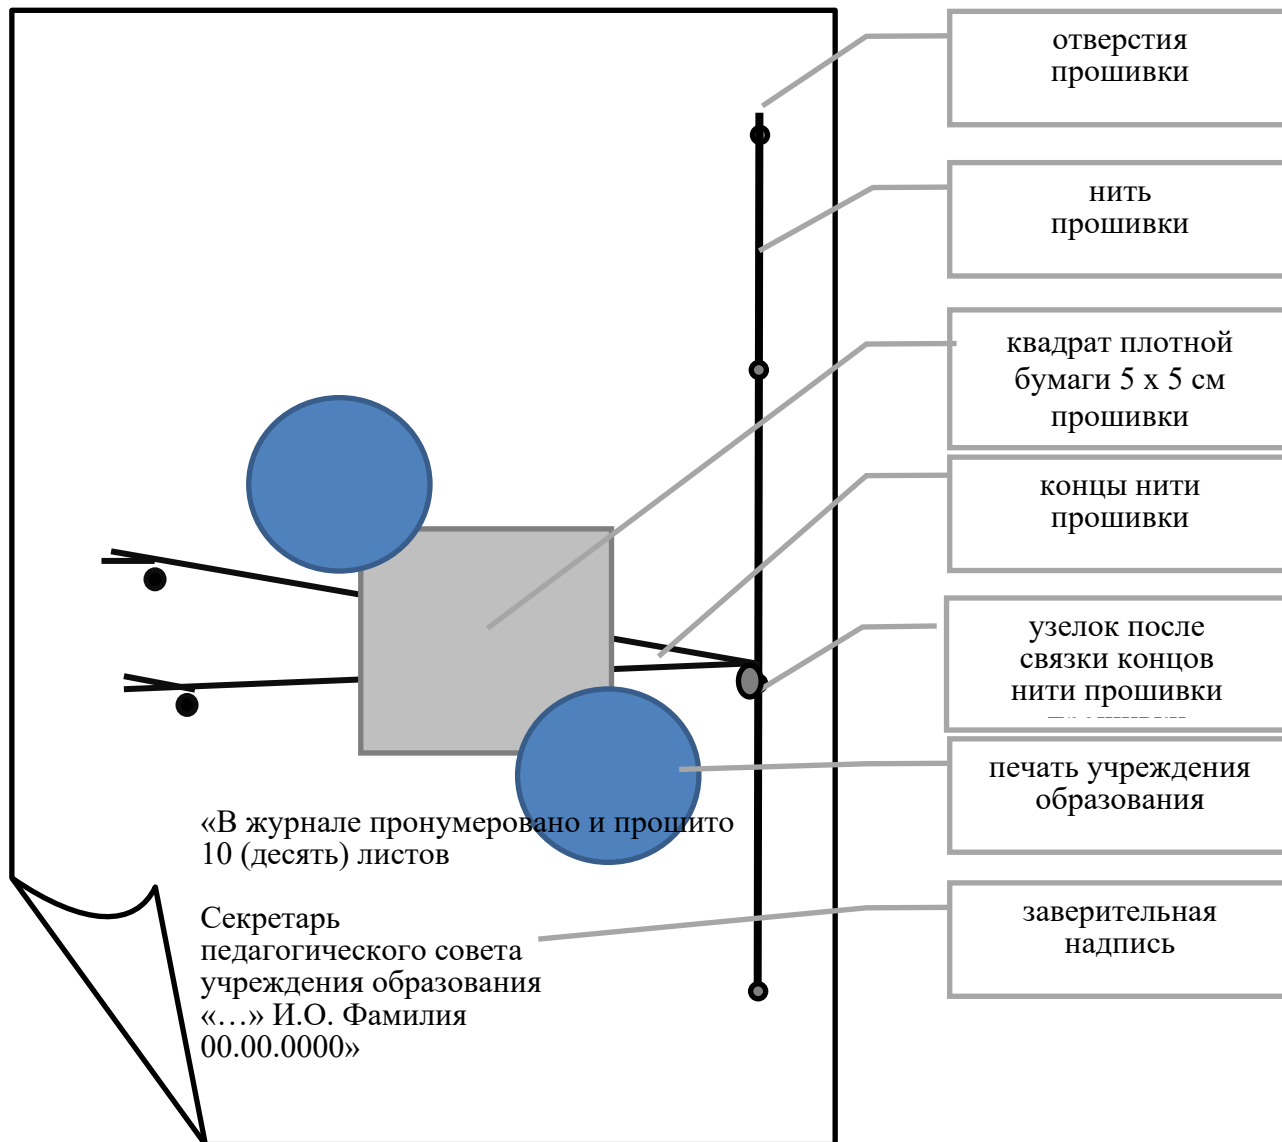 отверстия
прошивки
нить
прошивки
квадрат плотной
бумаги 5 х 5 см
прошивки
концы нити
прошивки
узелок после
связки концов
нити прошивки
печать учреждения
образования
заверительная
надпись
«В журнале пронумеровано и прошито
10 (десять) листов
Секретарь
педагогического совета
учреждения образования
«…» И.О. Фамилия
00.00.0000»